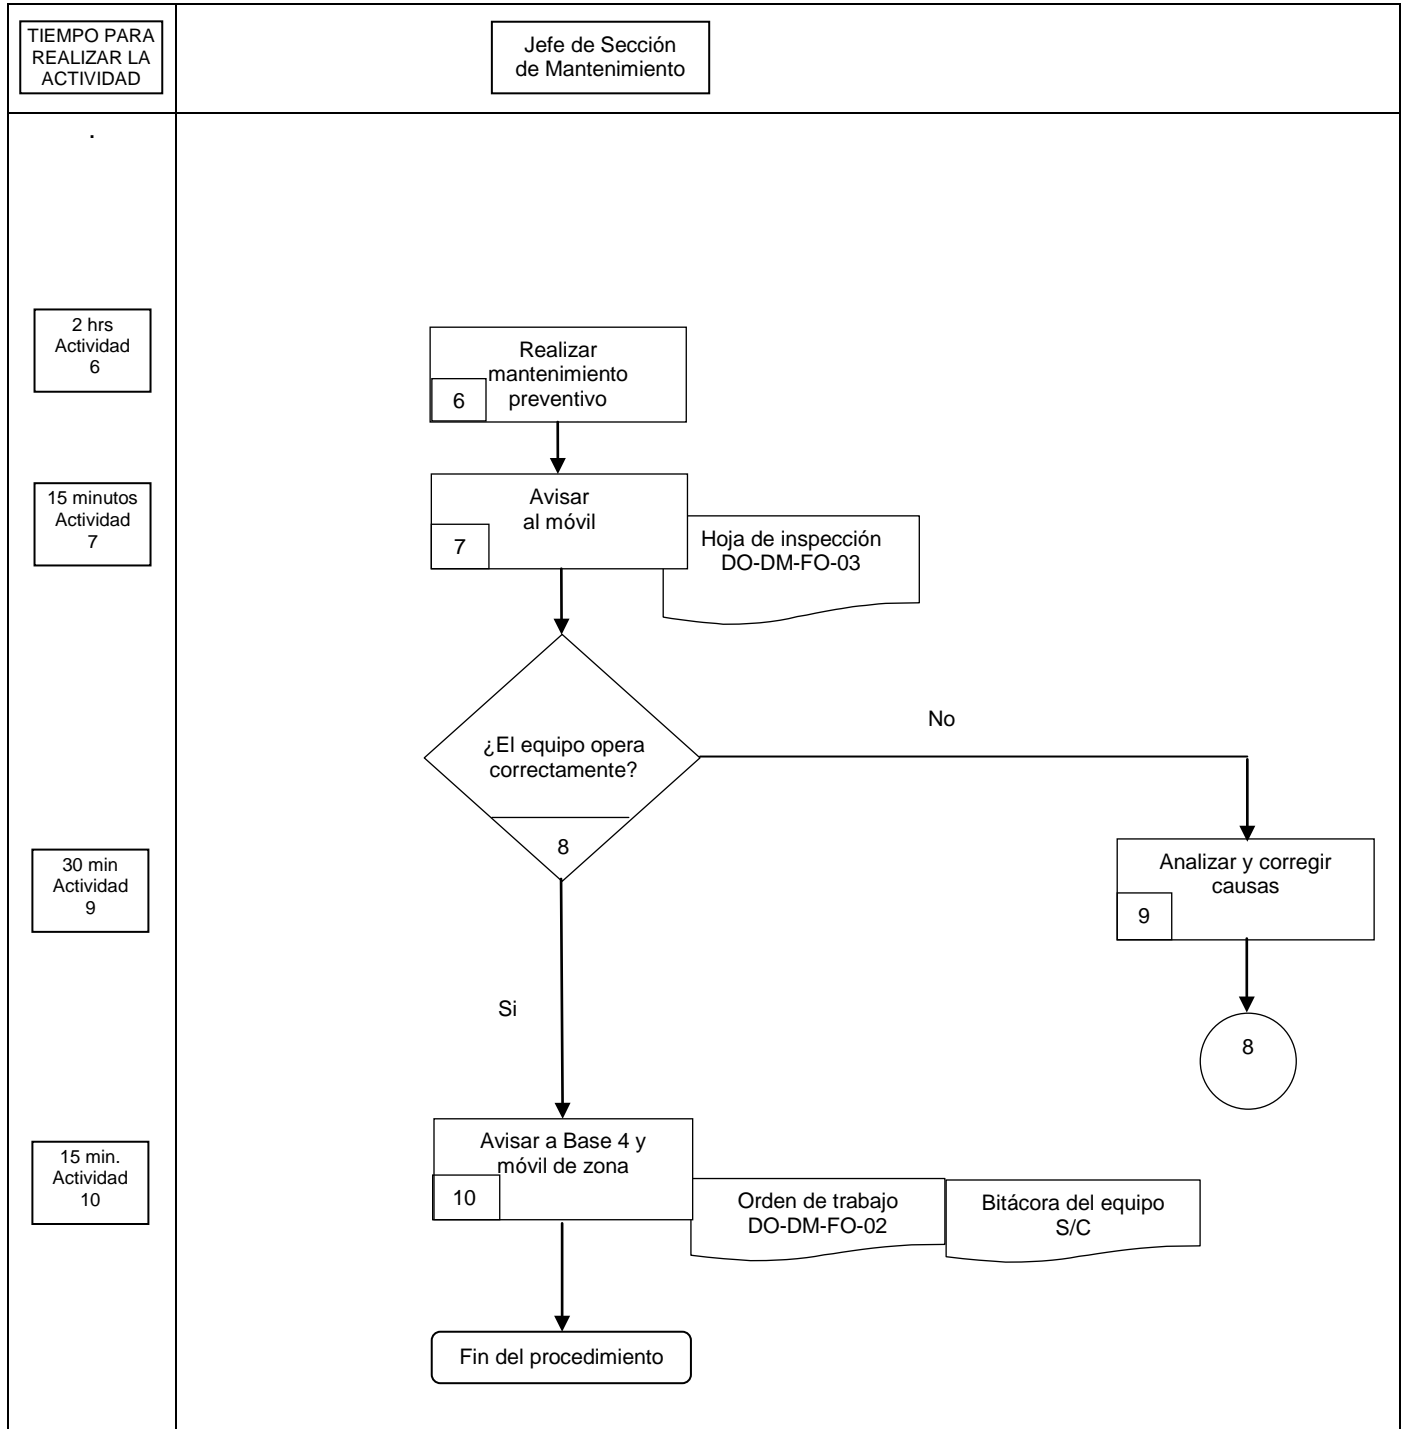 TIEMPO PARA
REALIZAR LA
ACTIVIDAD
Jefe de Sección
de Mantenimiento
.
2 hrs
Actividad
6
Realizar
mantenimiento
preventivo
6
15 minutos
Actividad
7
Avisar
al móvil
7
Hoja de inspección
DO-DM-FO-03
¿El equipo opera
correctamente?
8
No
30 min
Actividad
9
Analizar y corregir
causas
9
Si
8
15 min.
Actividad
10
Avisar a Base 4 y
móvil de zona
10
Orden de trabajo
DO-DM-FO-02
Bitácora del equipo
S/C
Fin del procedimiento